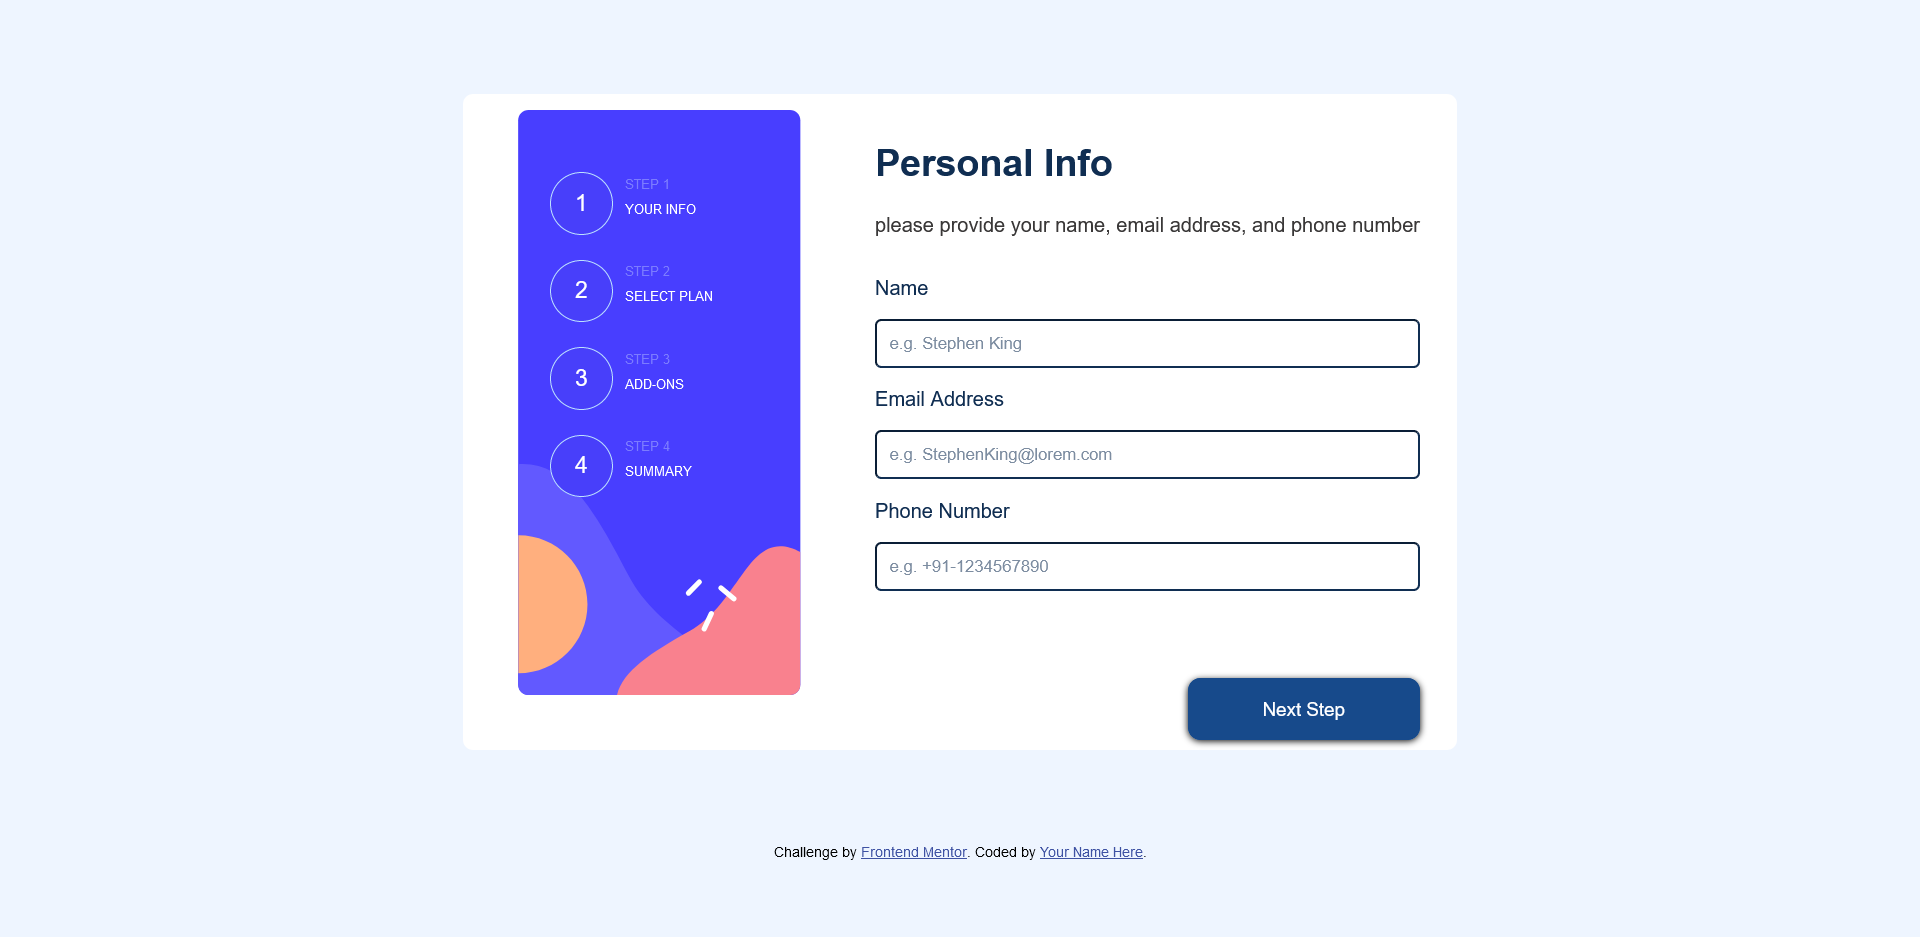 1
STEP 1
YOUR INFO
2
STEP 2
SELECT PLAN
3
STEP 3
ADD-ONS
4
STEP 4
SUMMARY
Personal Info
please provide your name, email address, and phone number
Name
e.g. Stephen King
Email Address
e.g. StephenKing@lorem.com
Phone Number
e.g. +91-1234567890
Next Step
Challenge by Frontend Mentor. Coded by Your Name Here.